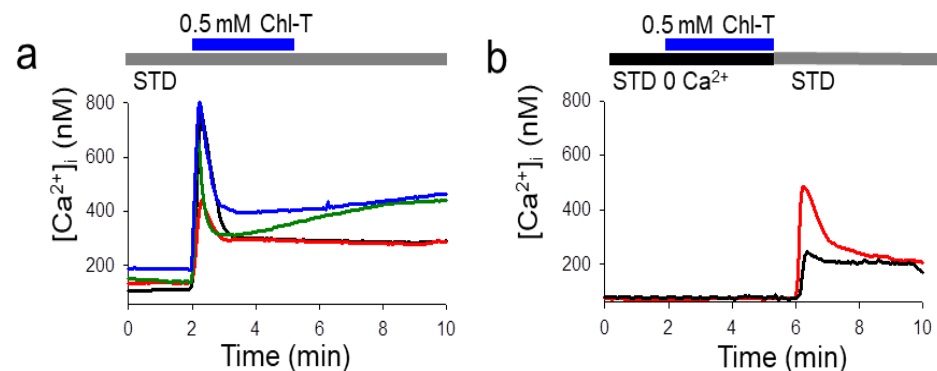 a
0.5 mM Chl-T
STD
[Ca²⁺]ᵢ (nM)
800
600
400
200
0 2 4 6 8 10
Time (min)
b
0.5 mM Chl-T
STD 0 Ca²⁺ STD
[Ca²⁺]ᵢ (nM)
800
600
400
200
0 2 4 6 8 10
Time (min)